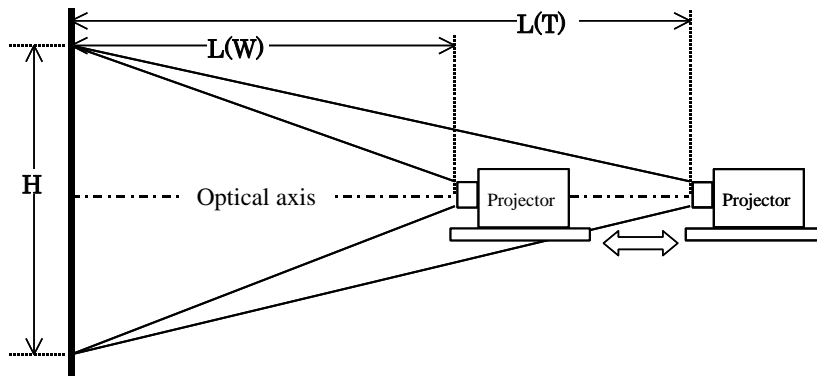 L(T)
L(W)
H
Optical axis
Projector
Projector